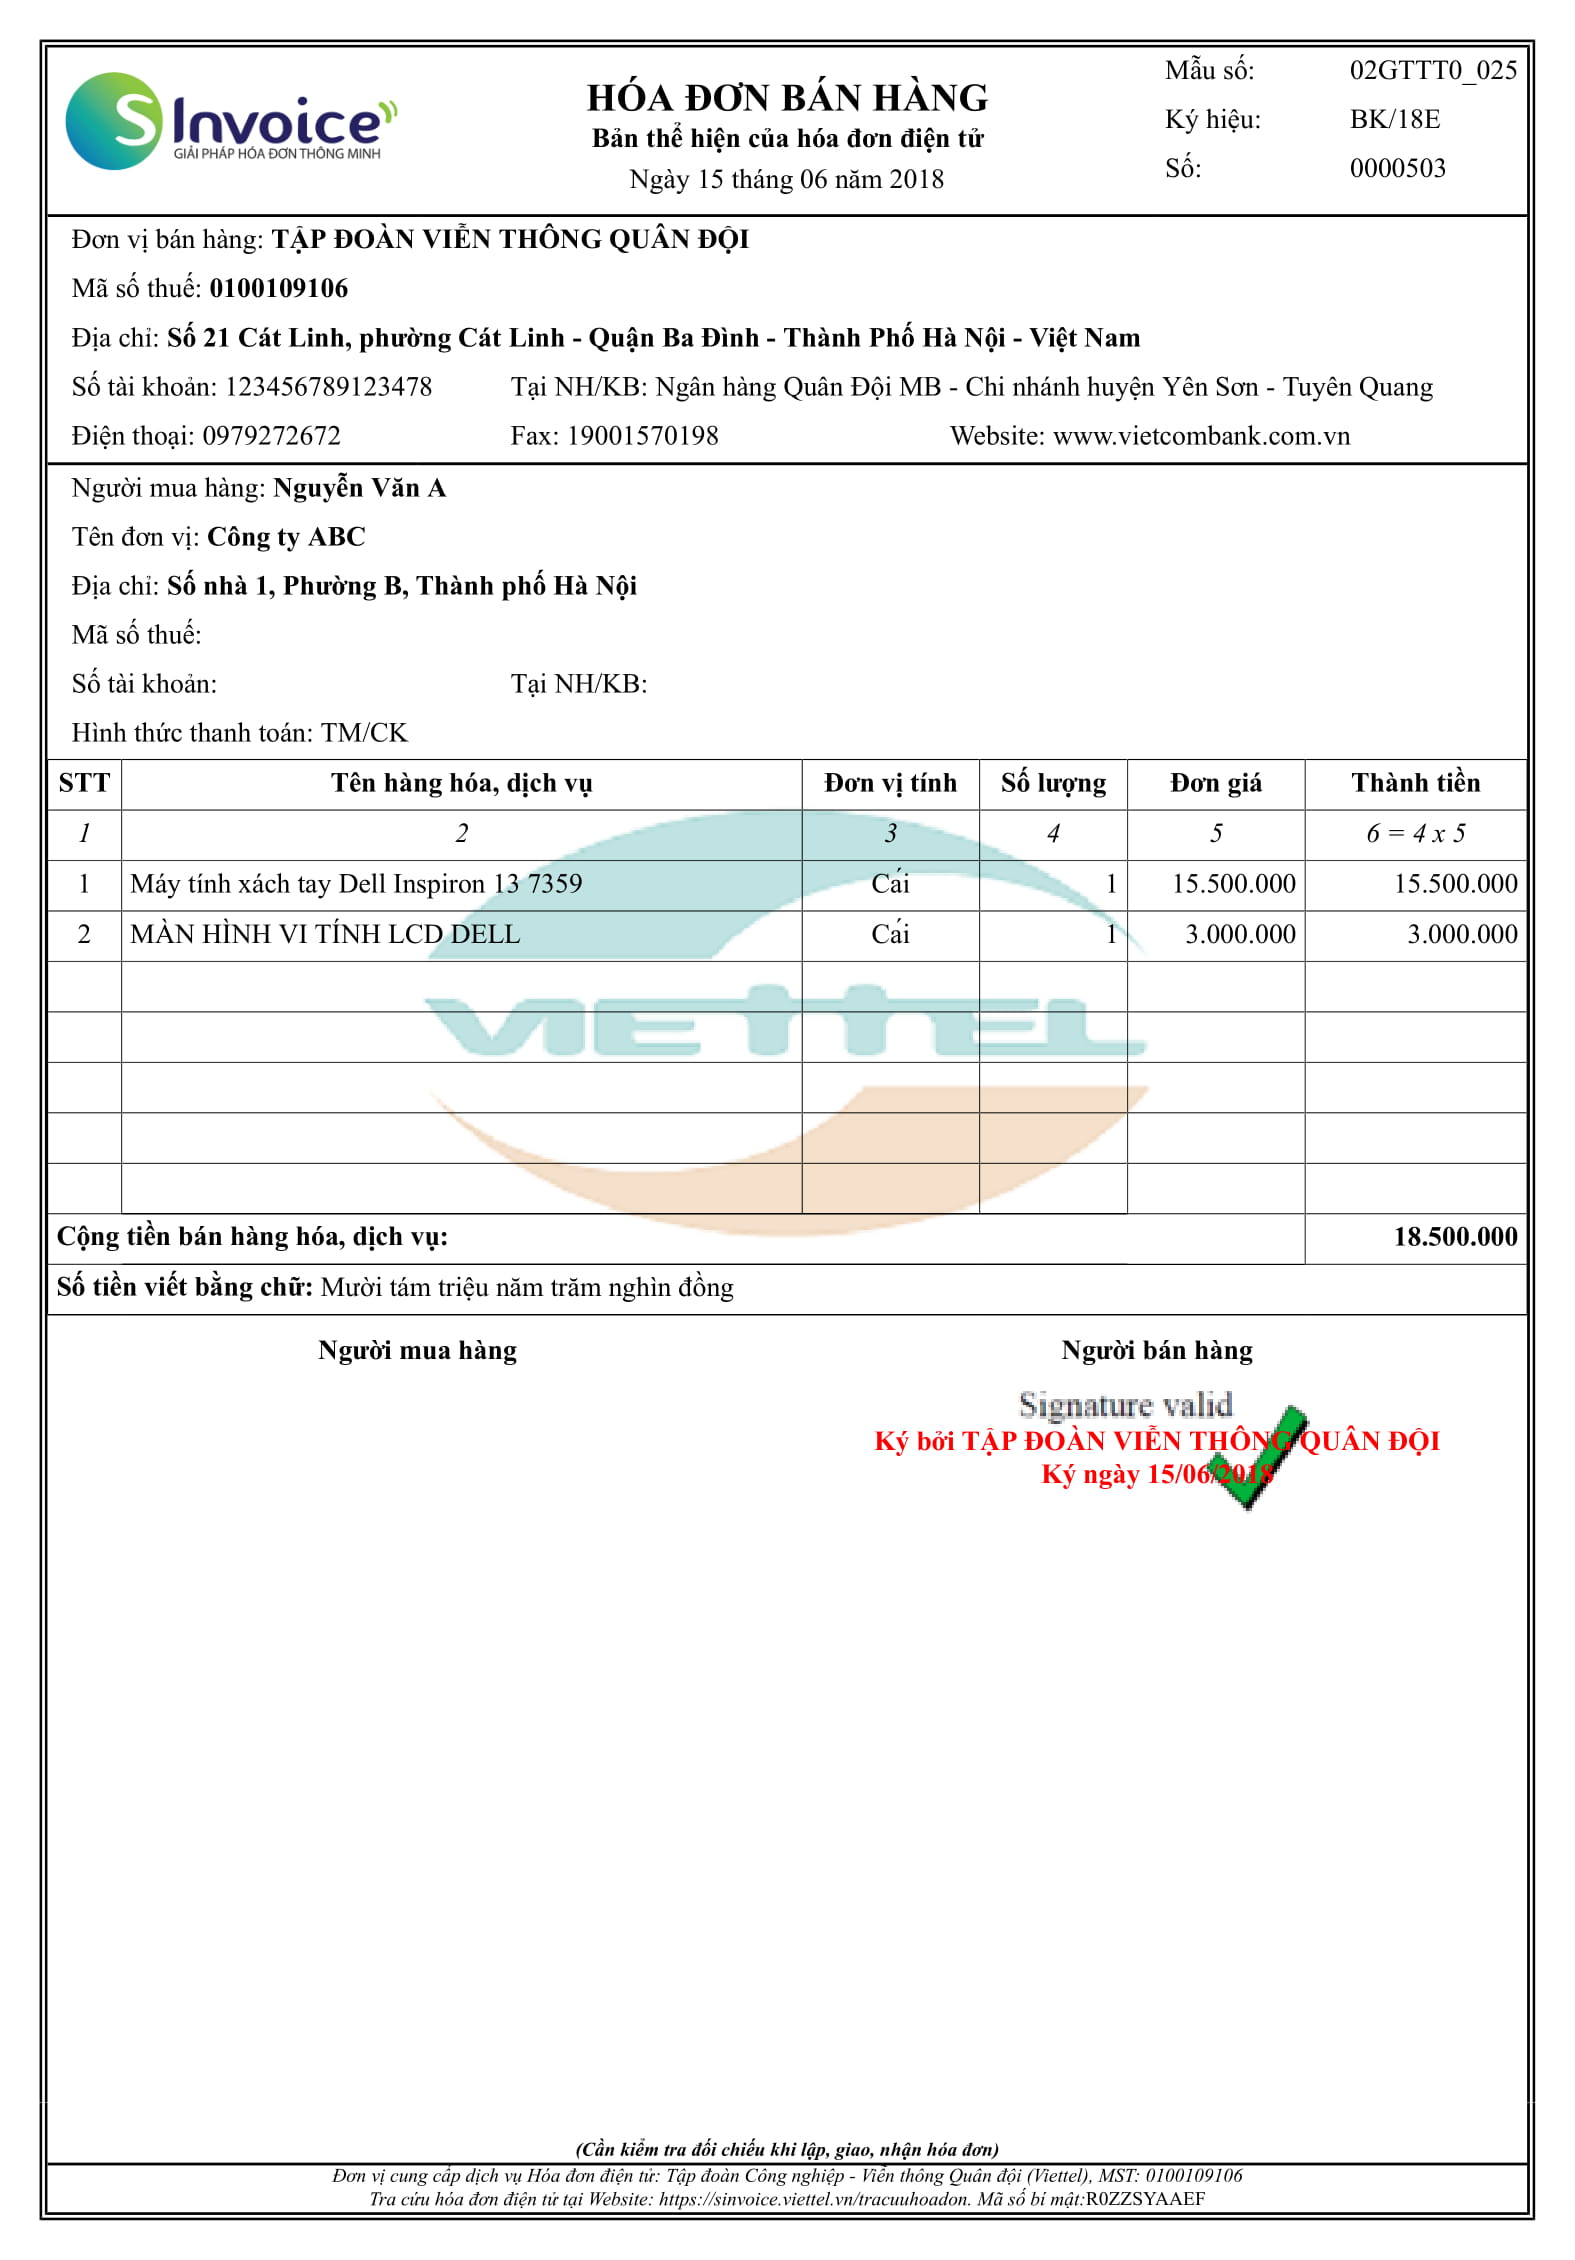 S Invoice
GIẢI PHÁP HÓA ĐƠN THÔNG MINH
HÓA ĐƠN BÁN HÀNG
Bản thể hiện của hóa đơn điện tử
Ngày 15 tháng 06 năm 2018
Mẫu số: 02GTTT0_025
Ký hiệu: BK/18E
Số: 0000503
Đơn vị bán hàng: TẬP ĐOÀN VIỄN THÔNG QUÂN ĐỘI
Mã số thuế: 0100109106
Địa chỉ: Số 21 Cát Linh, phường Cát Linh - Quận Ba Đình - Thành Phố Hà Nội - Việt Nam
Số tài khoản: 123456789123478 Tại NH/KB: Ngân hàng Quân Đội MB - Chi nhánh huyện Yên Sơn - Tuyên Quang
Điện thoại: 0979272672 Fax: 19001570198 Website: www.vietcombank.com.vn
Người mua hàng: Nguyễn Văn A
Tên đơn vị: Công ty ABC
Địa chỉ: Số nhà 1, Phường B, Thành phố Hà Nội
Mã số thuế:
Số tài khoản: Tại NH/KB:
Hình thức thanh toán: TM/CK
STT Tên hàng hóa, dịch vụ Đơn vị tính Số lượng Đơn giá Thành tiền
1 2 3 4 5 6 = 4 x 5
1 Máy tính xách tay Dell Inspiron 13 7359 Cái 1 15.500.000 15.500.000
2 MÀN HÌNH VI TÍNH LCD DELL Cái 1 3.000.000 3.000.000
VIETTEL
Cộng tiền bán hàng hóa, dịch vụ: 18.500.000
Số tiền viết bằng chữ: Mười tám triệu năm trăm nghìn đồng
Người mua hàng Người bán hàng
Signature valid
Ký bởi TẬP ĐOÀN VIỄN THÔNG QUÂN ĐỘI
Ký ngày 15/06/2018
(Cần kiểm tra đối chiếu khi lập, giao, nhận hóa đơn)
Đơn vị cung cấp dịch vụ Hóa đơn điện tử: Tập đoàn Công nghiệp - Viễn thông Quân đội (Viettel), MST: 0100109106
Tra cứu hóa đơn điện tử tại Website: https://sinvoice.viettel.vn/tracuuhoadon. Mã số bí mật:R0ZZSYAAEF